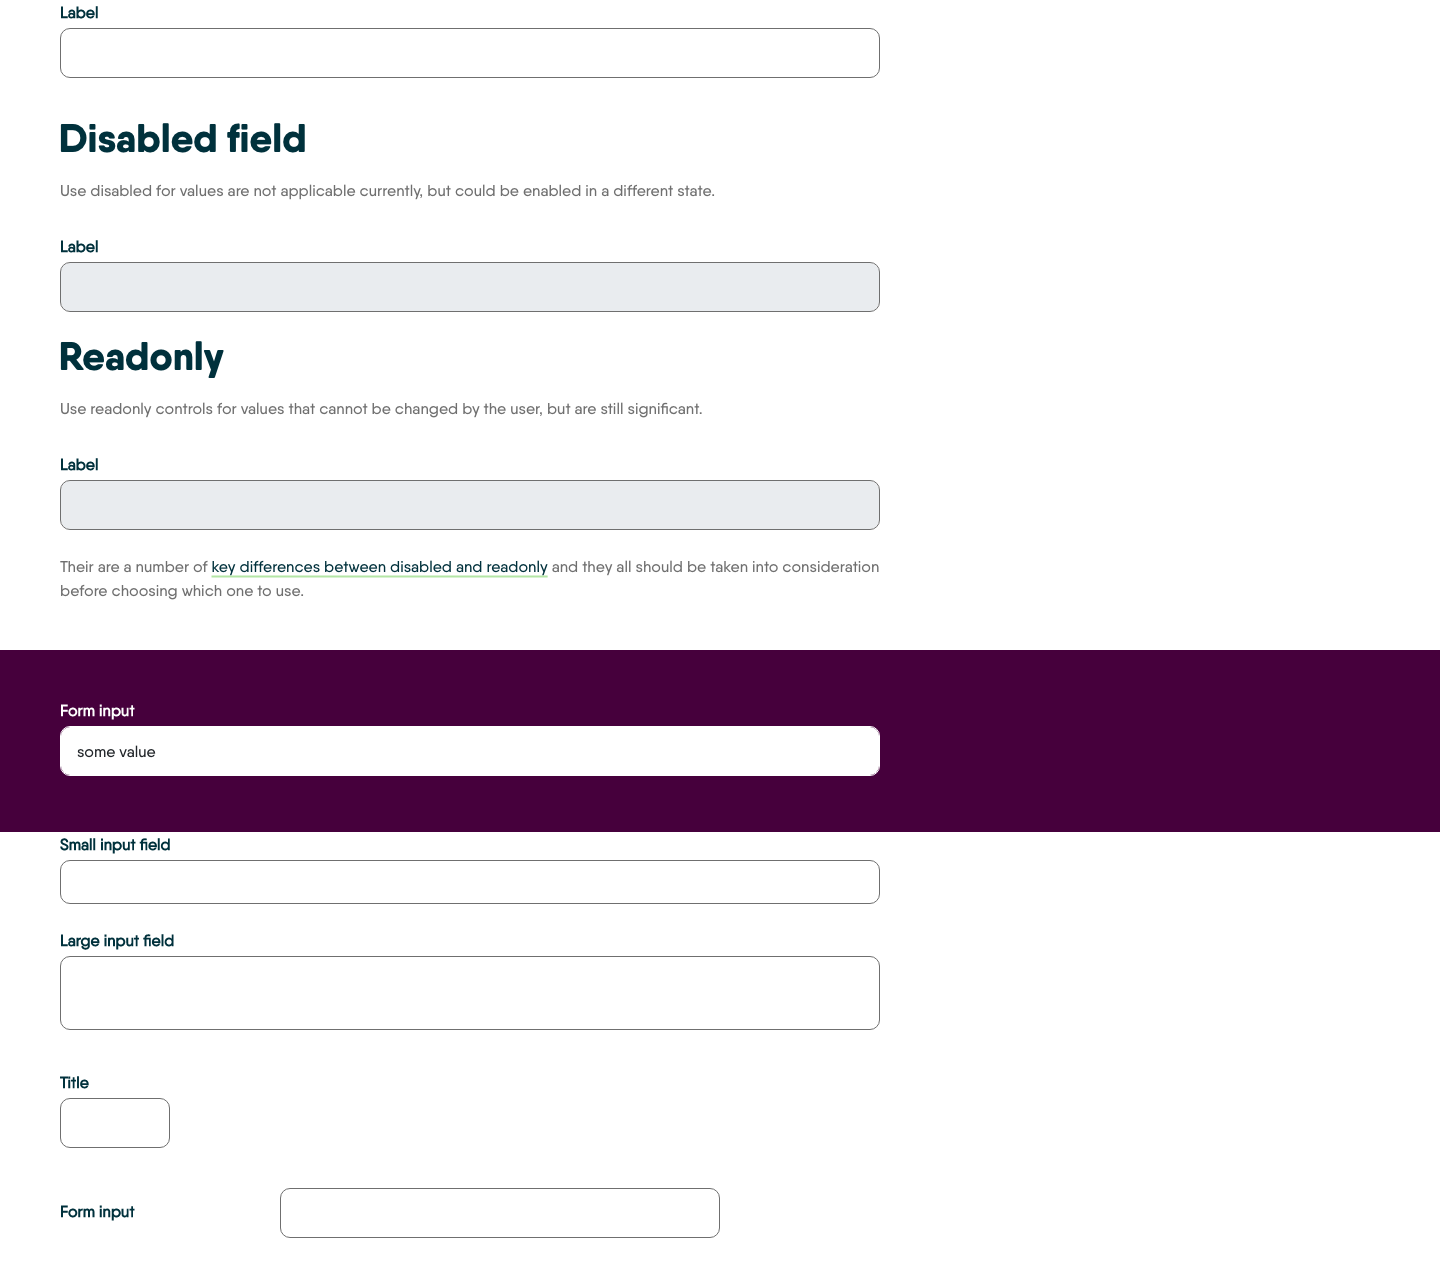 Label
Disabled field
Use disabled for values are not applicable currently, but could be enabled in a different state.
Label
Readonly
Use readonly controls for values that cannot be changed by the user, but are still significant.
Label
Their are a number of key differences between disabled and readonly and they all should be taken into consideration
before choosing which one to use.
Form input
some value
Small input field
Large input field
Title
Form input